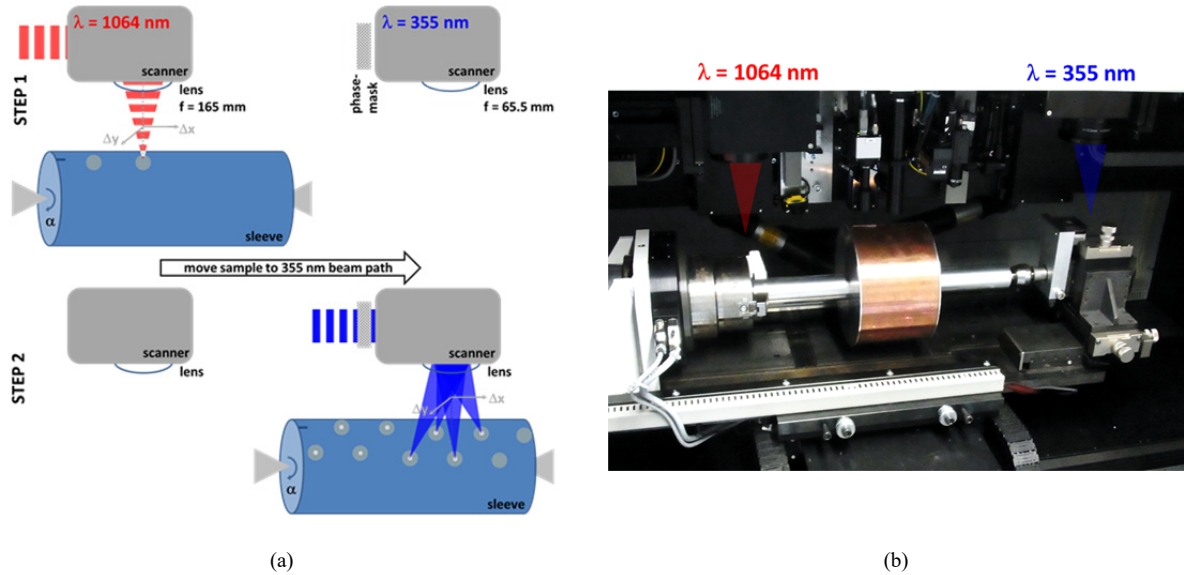 λ = 1064 nm
λ = 355 nm
STEP 1
scanner
lens
f = 165 mm
Δx
Δy
α
sleeve
phase-
mask
scanner
lens
f = 65.5 mm
move sample to 355 nm beam path
STEP 2
scanner
lens
scanner
lens
Δx
Δy
α
sleeve
(a)
λ = 1064 nm
λ = 355 nm
(b)